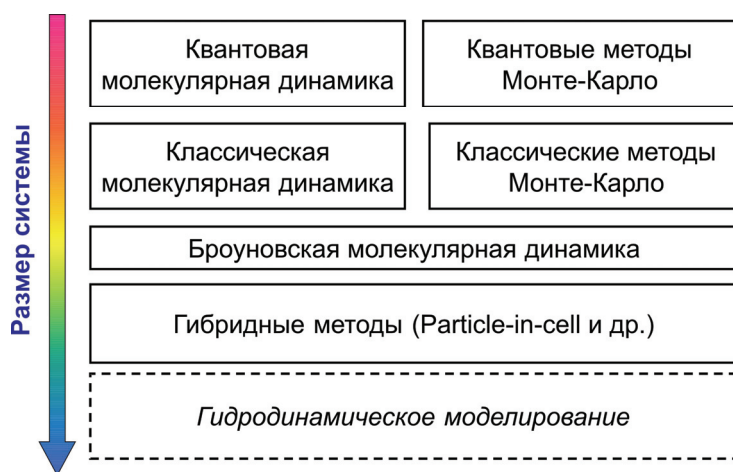 Размер системы
Квантовая
молекулярная динамика
Квантовые методы
Монте-Карло
Классическая
молекулярная динамика
Классические методы
Монте-Карло
Броуновская молекулярная динамика
Гибридные методы (Particle-in-cell и др.)
Гидродинамическое моделирование